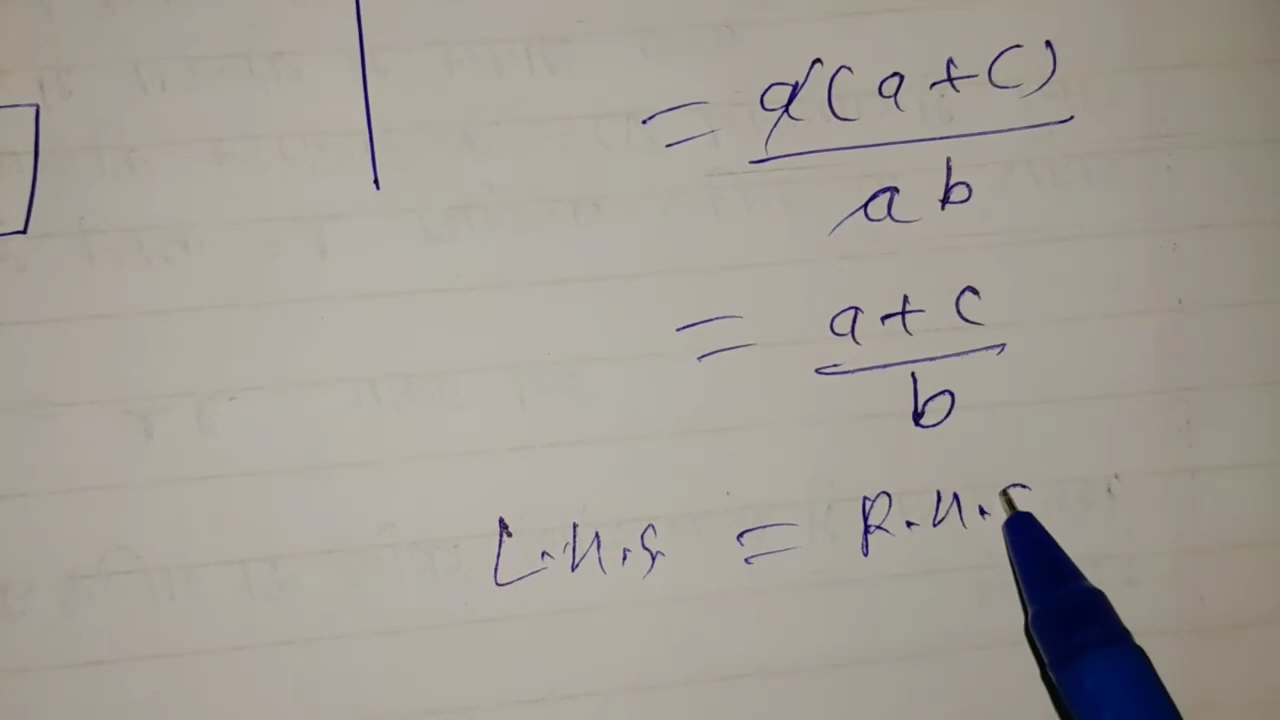 = a(a+c)
ab
= a+c
b
L.H.S = R.H.S